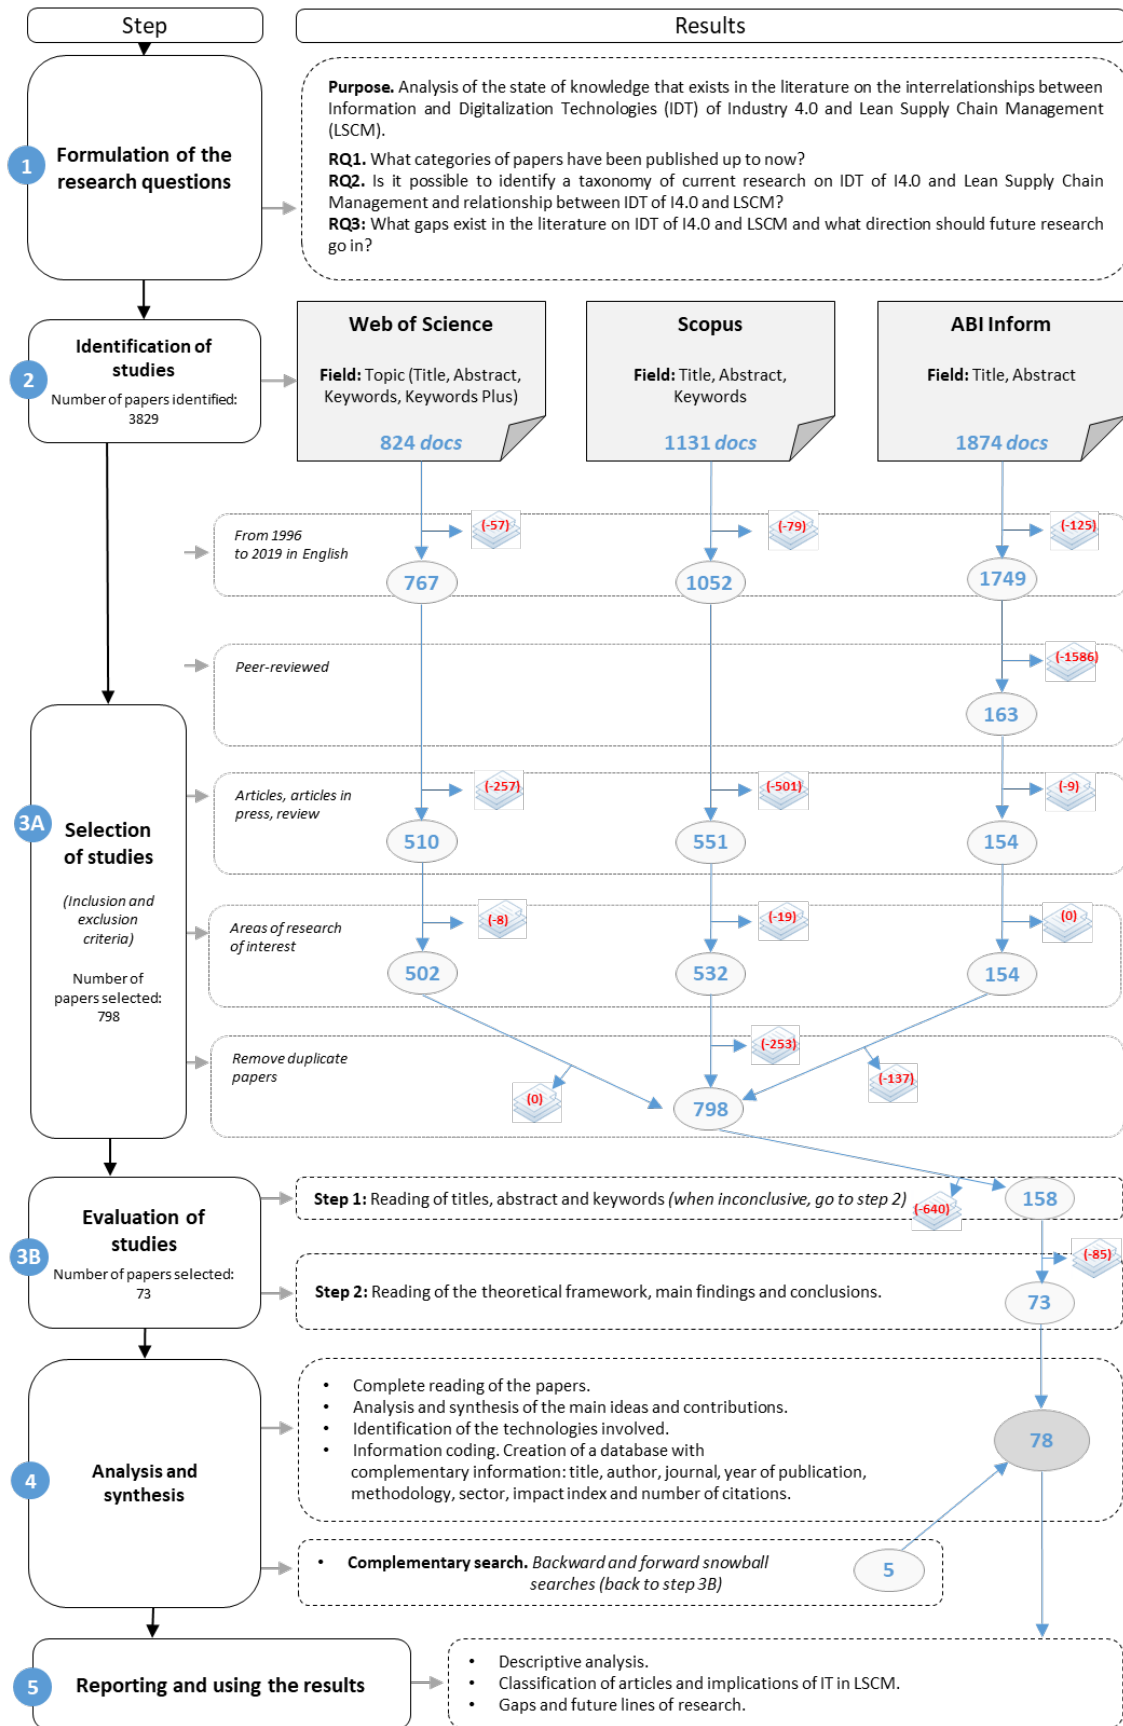 Step
Results
1
Formulation of the
research questions
Purpose. Analysis of the state of knowledge that exists in the literature on the interrelationships between
Information and Digitalization Technologies (IDT) of Industry 4.0 and Lean Supply Chain Management
(LSCM).
RQ1. What categories of papers have been published up to now?
RQ2. Is it possible to identify a taxonomy of current research on IDT of I4.0 and Lean Supply Chain
Management and relationship between IDT of I4.0 and LSCM?
RQ3: What gaps exist in the literature on IDT of I4.0 and LSCM and what direction should future research
go in?
2
Identification of
studies
Number of papers identified:
3829
Web of Science
Field: Topic (Title, Abstract,
Keywords, Keywords Plus)
824 docs
Scopus
Field: Title, Abstract,
Keywords
1131 docs
ABI Inform
Field: Title, Abstract
1874 docs
From 1996
to 2019 in English
(-57)
(-79)
(-125)
767
1052
1749
Peer-reviewed
(-1586)
163
3A
Selection
of studies
(Inclusion and
exclusion
criteria)
Number of
papers selected:
798
Articles, articles in
press, review
(-257)
(-501)
(-9)
510
551
154
Areas of research
of interest
(-8)
(-19)
(0)
502
532
154
Remove duplicate
papers
(0)
(-253)
(-137)
798
3B
Evaluation of
studies
Number of papers selected:
73
Step 1: Reading of titles, abstract and keywords (when inconclusive, go to step 2)
(-640)
158
(-85)
Step 2: Reading of the theoretical framework, main findings and conclusions.
73
4
Analysis and
synthesis
• Complete reading of the papers.
• Analysis and synthesis of the main ideas and contributions.
• Identification of the technologies involved.
• Information coding. Creation of a database with
complementary information: title, author, journal, year of publication,
methodology, sector, impact index and number of citations.
78
• Complementary search. Backward and forward snowball
searches (back to step 3B)
5
5
Reporting and using the results
• Descriptive analysis.
• Classification of articles and implications of IT in LSCM.
• Gaps and future lines of research.